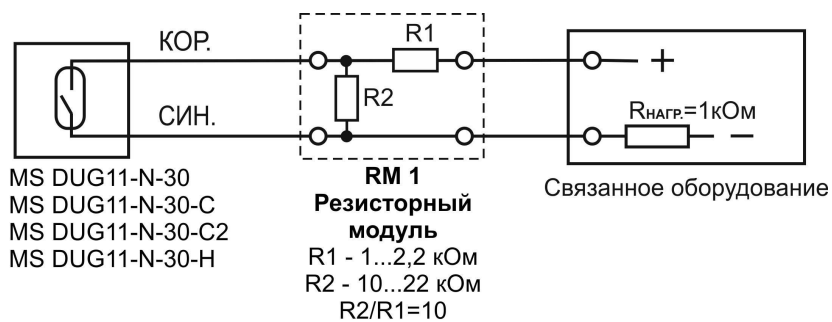 КОР.
R1
+
R2
СИН.
RНАГР.=1кОм
MS DUG11-N-30
MS DUG11-N-30-C
MS DUG11-N-30-C2
MS DUG11-N-30-H
RM 1
Резисторный
модуль
R1 - 1...2,2 кОм
R2 - 10...22 кОм
R2/R1=10
Связанное оборудование